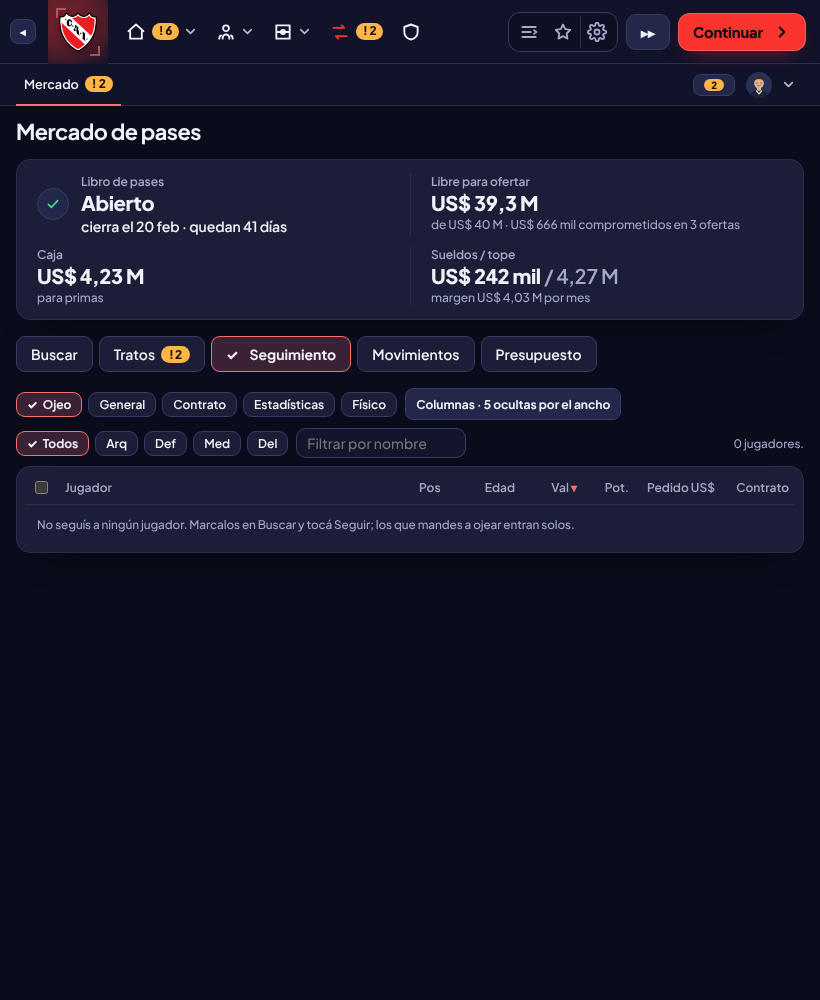 C.A.I.
! 6
! 2
Continuar
Mercado ! 2
2
Mercado de pases
Libro de pases
Abierto
cierra el 20 feb · quedan 41 días
Libre para ofertar
US$ 39,3 M
de US$ 40 M · US$ 666 mil comprometidos en 3 ofertas
Caja
US$ 4,23 M
para primas
Sueldos / tope
US$ 242 mil / 4,27 M
margen US$ 4,03 M por mes
Buscar
Tratos ! 2
Seguimiento
Movimientos
Presupuesto
Ojeo
General
Contrato
Estadísticas
Físico
Columnas · 5 ocultas por el ancho
Todos
Arq
Def
Med
Del
Filtrar por nombre
0 jugadores.
Jugador Pos Edad Val▼ Pot. Pedido US$ Contrato
No seguís a ningún jugador. Marcalos en Buscar y tocá Seguir; los que mandes a ojear entran solos.